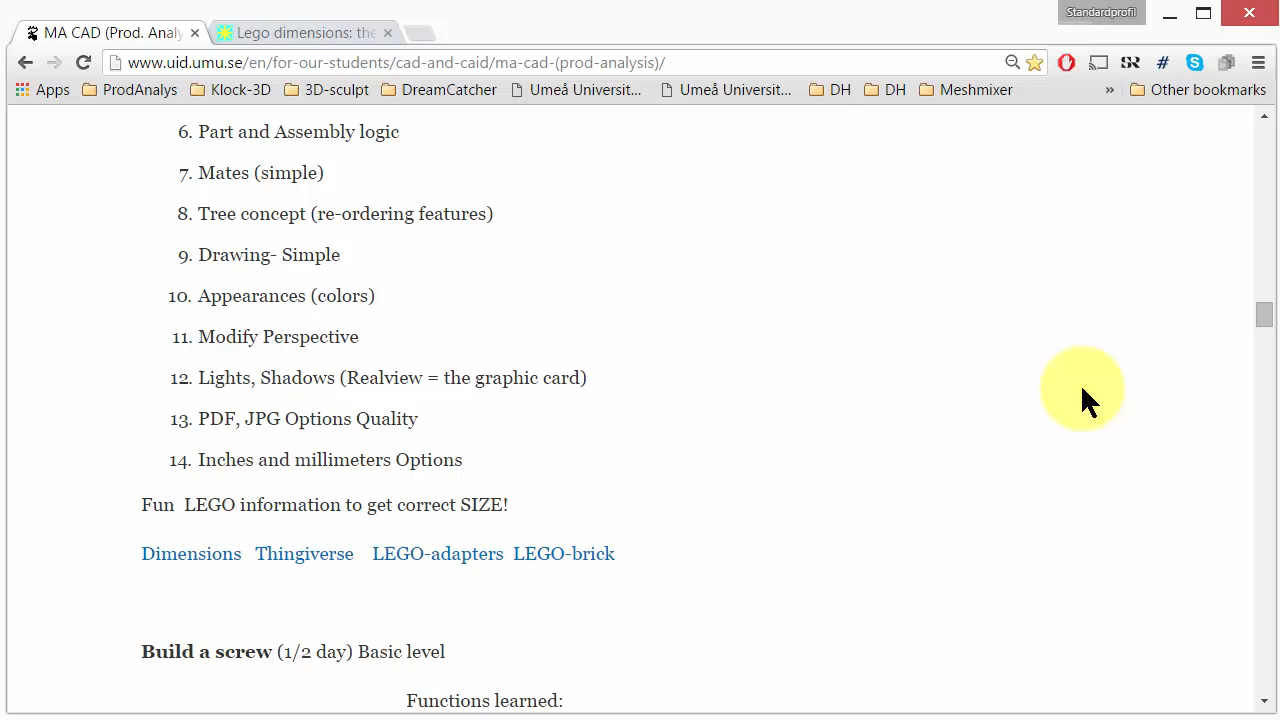 Standardprofil
MA CAD (Prod. Analy
Lego dimensions: the
www.uid.umu.se/en/for-our-students/cad-and-caid/ma-cad-(prod-analysis)/
Apps ProdAnalys Klock-3D 3D-sculpt DreamCatcher Umeå Universit... Umeå Universit... DH DH Meshmixer » Other bookmarks
6. Part and Assembly logic
7. Mates (simple)
8. Tree concept (re-ordering features)
9. Drawing- Simple
10. Appearances (colors)
11. Modify Perspective
12. Lights, Shadows (Realview = the graphic card)
13. PDF, JPG Options Quality
14. Inches and millimeters Options
Fun LEGO information to get correct SIZE!
Dimensions Thingiverse LEGO-adapters LEGO-brick
Build a screw (1/2 day) Basic level
Functions learned: